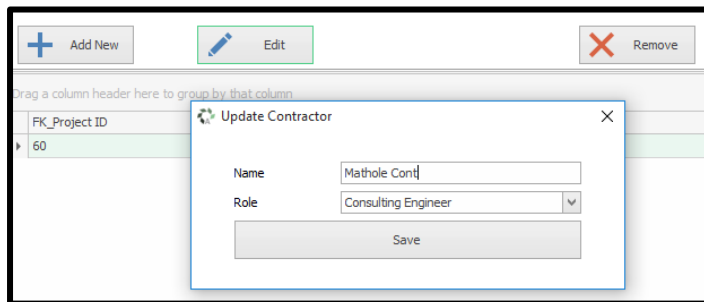 Add New Edit Remove
Drag a column header here to group by that column
Update Contractor
FK_Project ID
60
Name Mathole Cont
Role Consulting Engineer
Save